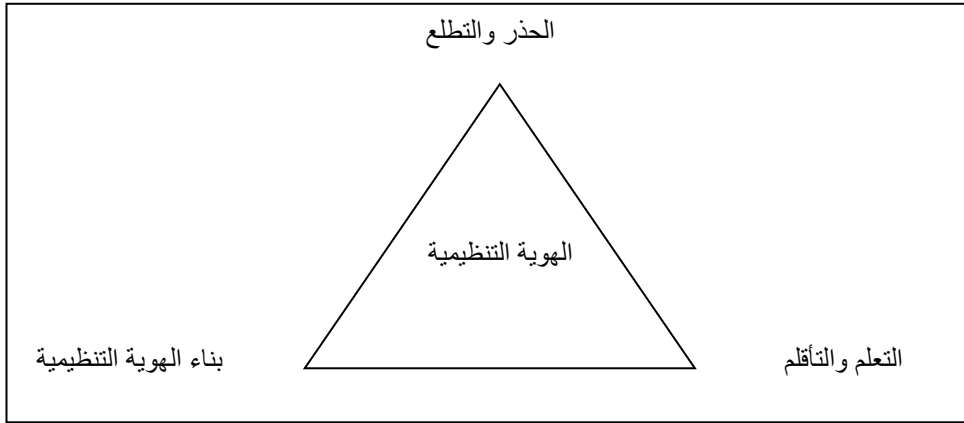 الحذر والتطلع
الهوية التنظيمية
التعلم والتأقلم
بناء الهوية التنظيمية